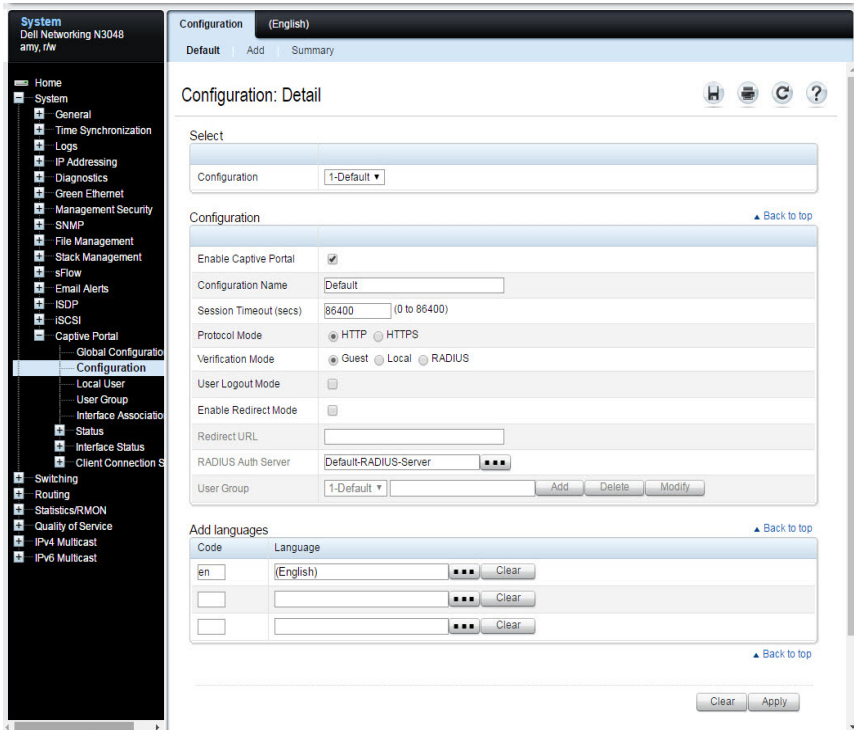 System
Dell Networking N3048
amy, r/w
Home
System
General
Time Synchronization
Logs
IP Addressing
Diagnostics
Green Ethernet
Management Security
SNMP
File Management
Stack Management
sFlow
Email Alerts
ISDP
iSCSI
Captive Portal
Global Configuratio
Configuration
Local User
User Group
Interface Associatio
Status
Interface Status
Client Connection S
Switching
Routing
Statistics/RMON
Quality of Service
IPv4 Multicast
IPv6 Multicast
Configuration (English)
Default Add Summary
Configuration: Detail
Select
Configuration 1-Default
Configuration Back to top
Enable Captive Portal
Configuration Name Default
Session Timeout (secs) 86400 (0 to 86400)
Protocol Mode HTTP HTTPS
Verification Mode Guest Local RADIUS
User Logout Mode
Enable Redirect Mode
Redirect URL
RADIUS Auth Server Default-RADIUS-Server
User Group 1-Default Add Delete Modify
Add languages Back to top
Code Language
en (English) Clear
Clear
Clear
Back to top
Clear Apply